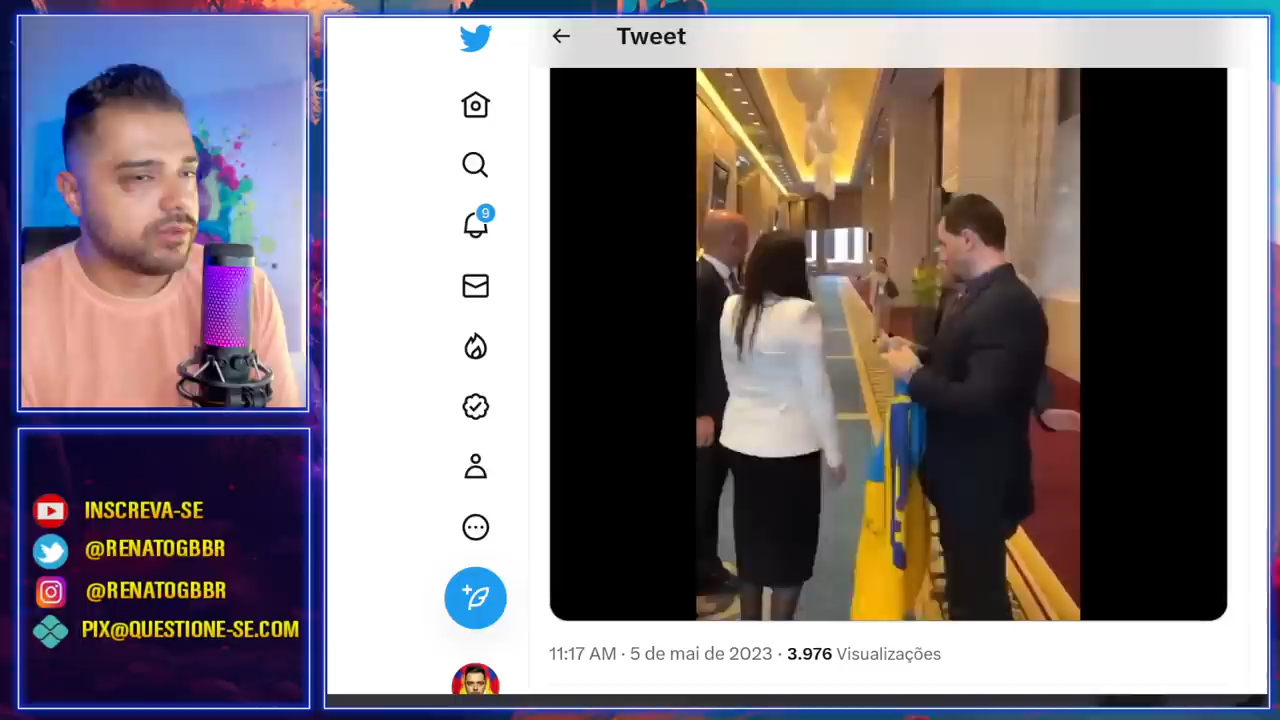 Tweet
9
INSCREVA-SE
@RENATOGBBR
@RENATOGBBR
PIX@QUESTIONE-SE.COM
11:17 AM · 5 de mai de 2023 · 3.976 Visualizações